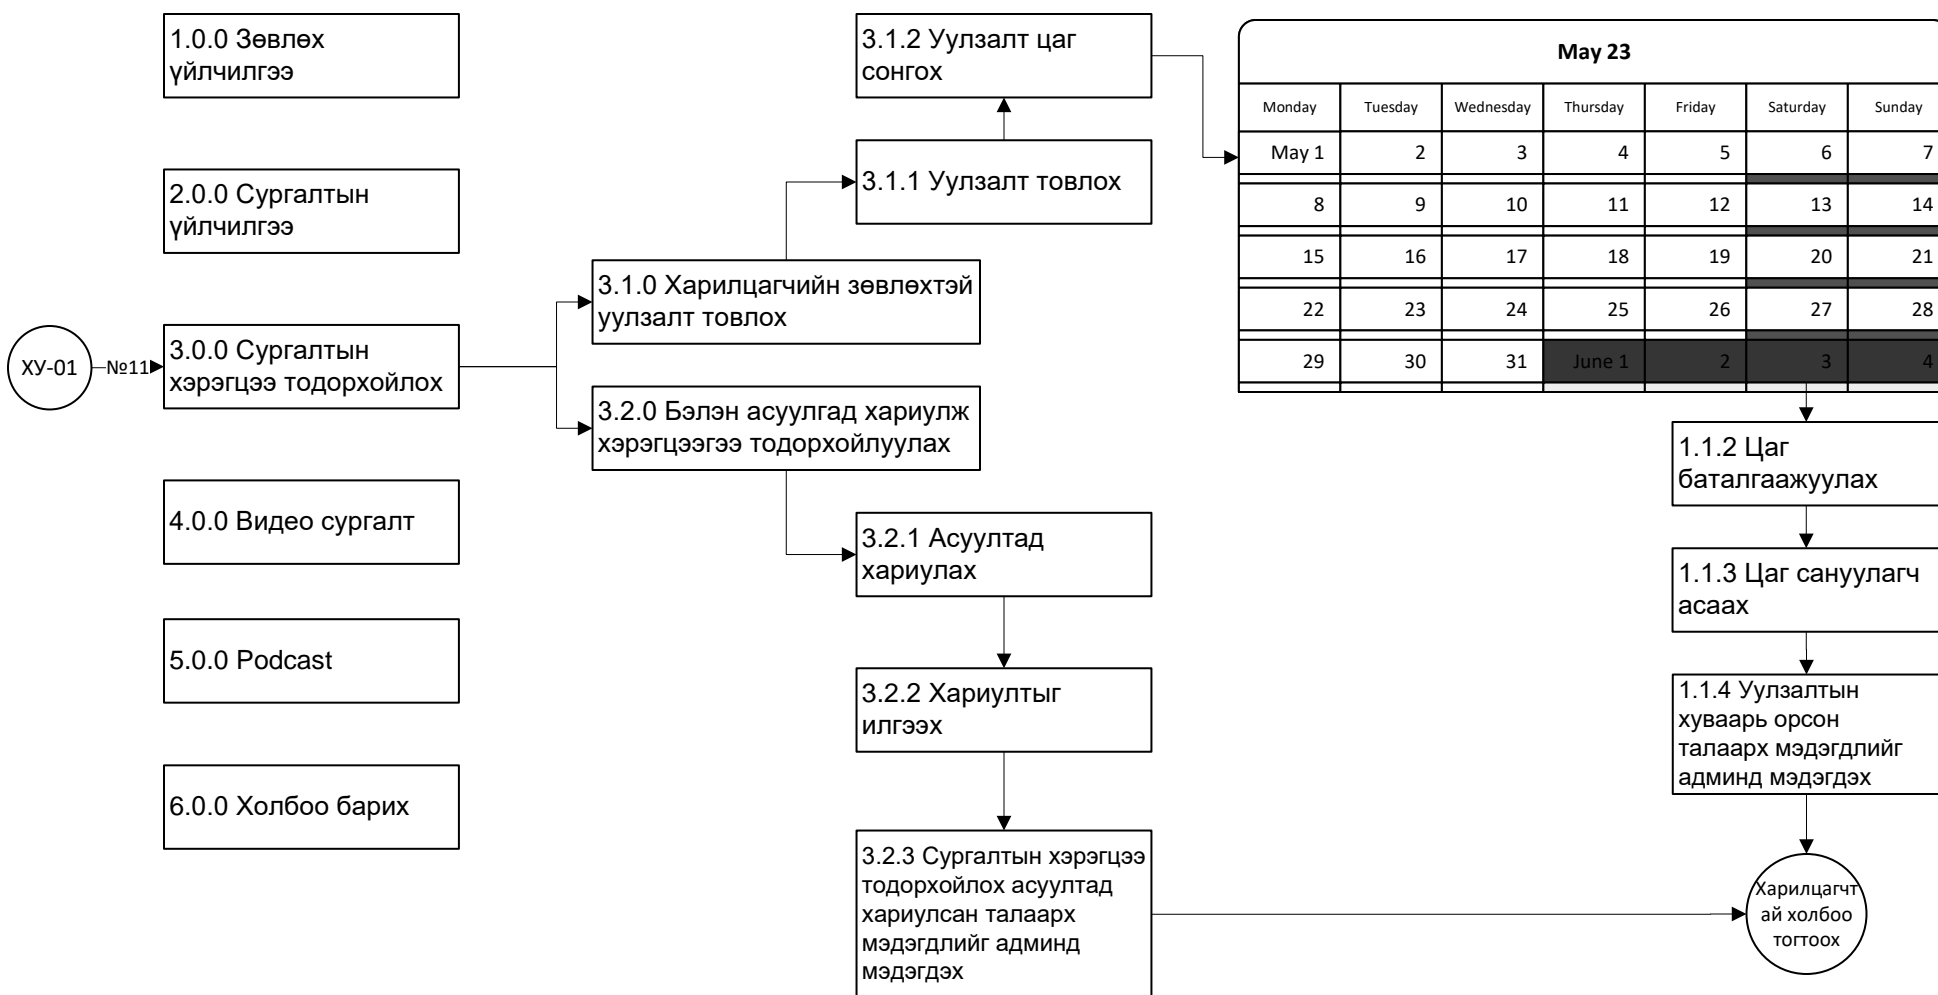 1.0.0 Зөвлөх
үйлчилгээ
2.0.0 Сургалтын
үйлчилгээ
ХУ-01
№11
3.0.0 Сургалтын
хэрэгцээ тодорхойлох
4.0.0 Видео сургалт
5.0.0 Podcast
6.0.0 Холбоо барих
3.1.0 Харилцагчийн зөвлөхтэй
уулзалт товлох
3.2.0 Бэлэн асуулгад хариулж
хэрэгцээгээ тодорхойлуулах
3.1.2 Уулзалт цаг
сонгох
3.1.1 Уулзалт товлох
3.2.1 Асуултад
хариулах
3.2.2 Хариултыг
илгээх
3.2.3 Сургалтын хэрэгцээ
тодорхойлох асуултад
хариулсан талаарх
мэдэгдлийг админд
мэдэгдэх
May 23
Monday Tuesday Wednesday Thursday Friday Saturday Sunday
May 1 2 3 4 5 6 7
8 9 10 11 12 13 14
15 16 17 18 19 20 21
22 23 24 25 26 27 28
29 30 31 June 1 2 3 4
1.1.2 Цаг
баталгаажуулах
1.1.3 Цаг сануулагч
асаах
1.1.4 Уулзалтын
хуваарь орсон
талаарх мэдэгдлийг
админд мэдэгдэх
Харилцагчт
ай холбоо
тогтоох